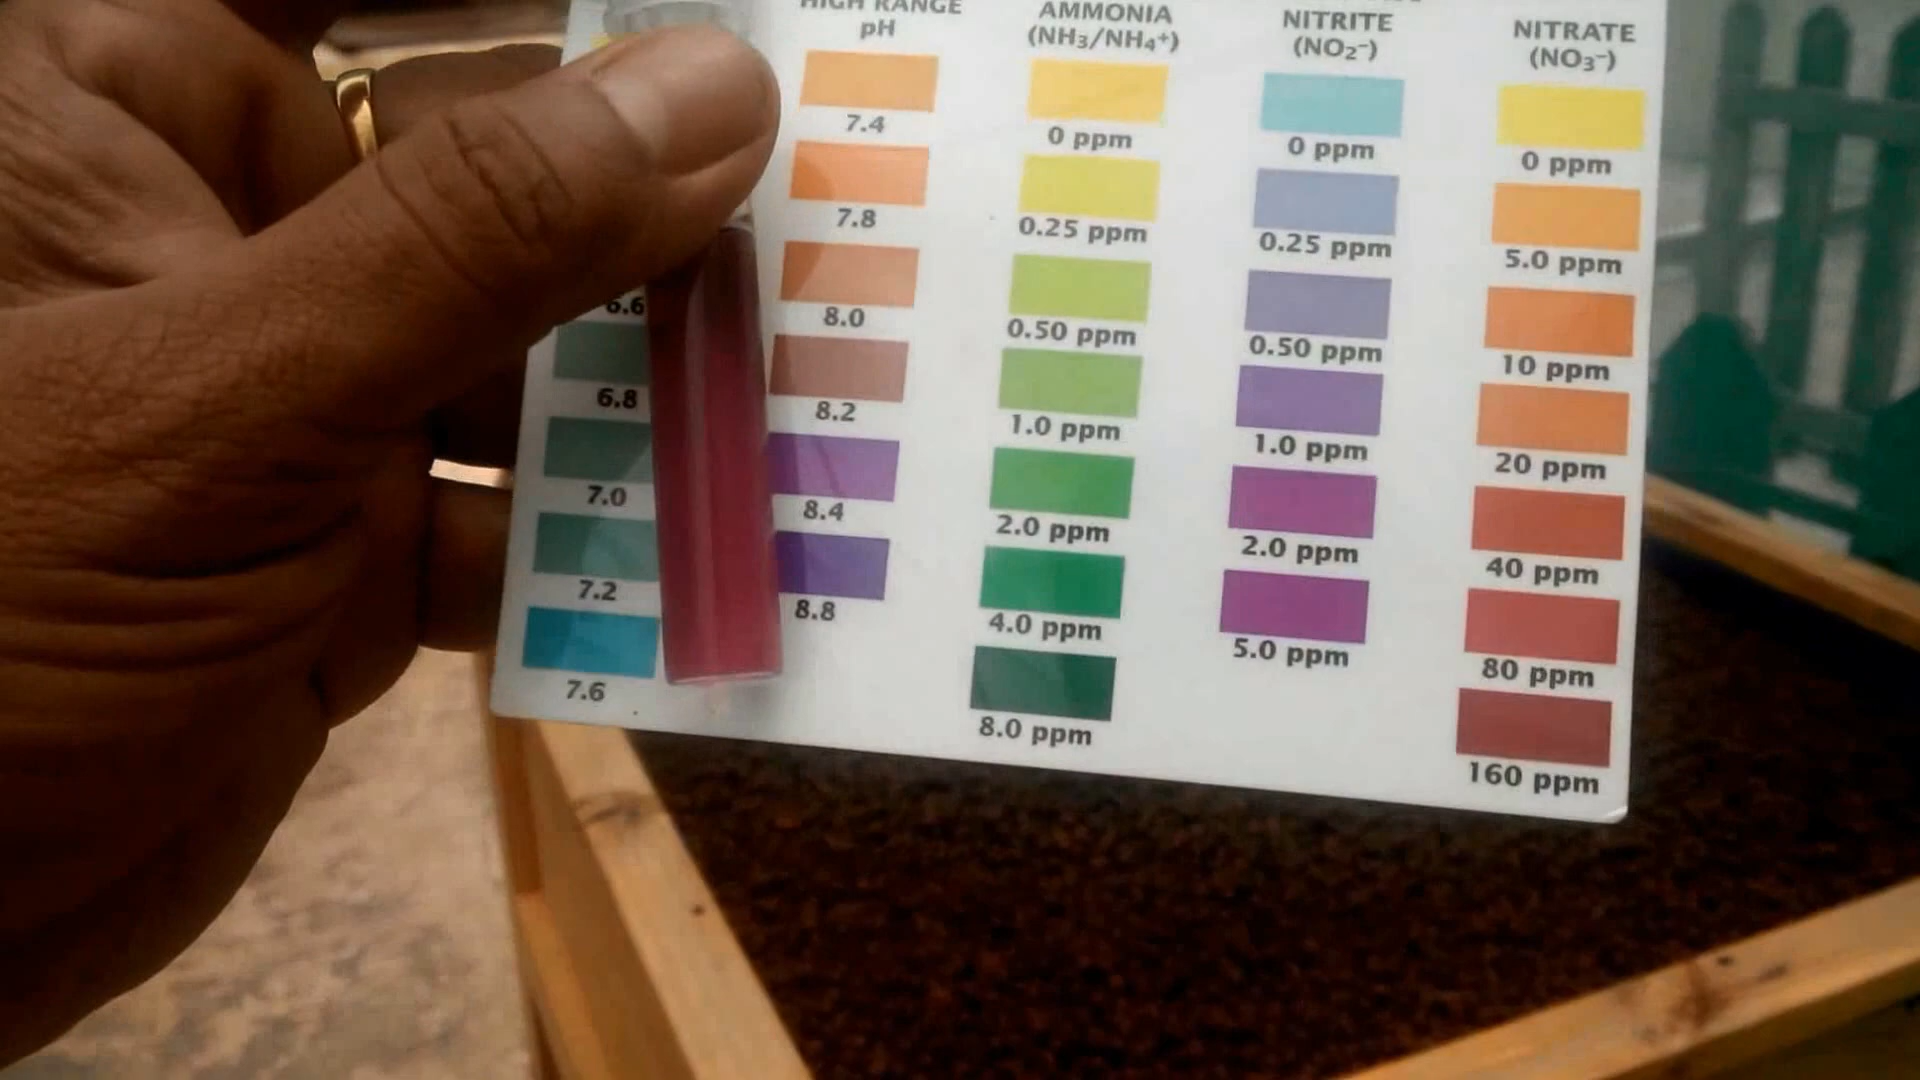 HIGH RANGE
pH
7.4
7.8
8.0
8.2
8.4
8.8
6.6
6.8
7.0
7.2
7.6
AMMONIA
(NH3/NH4+)
0 ppm
0.25 ppm
0.50 ppm
1.0 ppm
2.0 ppm
4.0 ppm
8.0 ppm
NITRITE
(NO2-)
0 ppm
0.25 ppm
0.50 ppm
1.0 ppm
2.0 ppm
5.0 ppm
NITRATE
(NO3-)
0 ppm
5.0 ppm
10 ppm
20 ppm
40 ppm
80 ppm
160 ppm